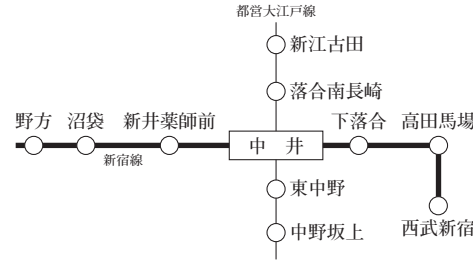 都営大江戸線
新江古田
落合南長崎
野方
沼袋
新井薬師前
中井
下落合
高田馬場
新宿線
東中野
中野坂上
西武新宿